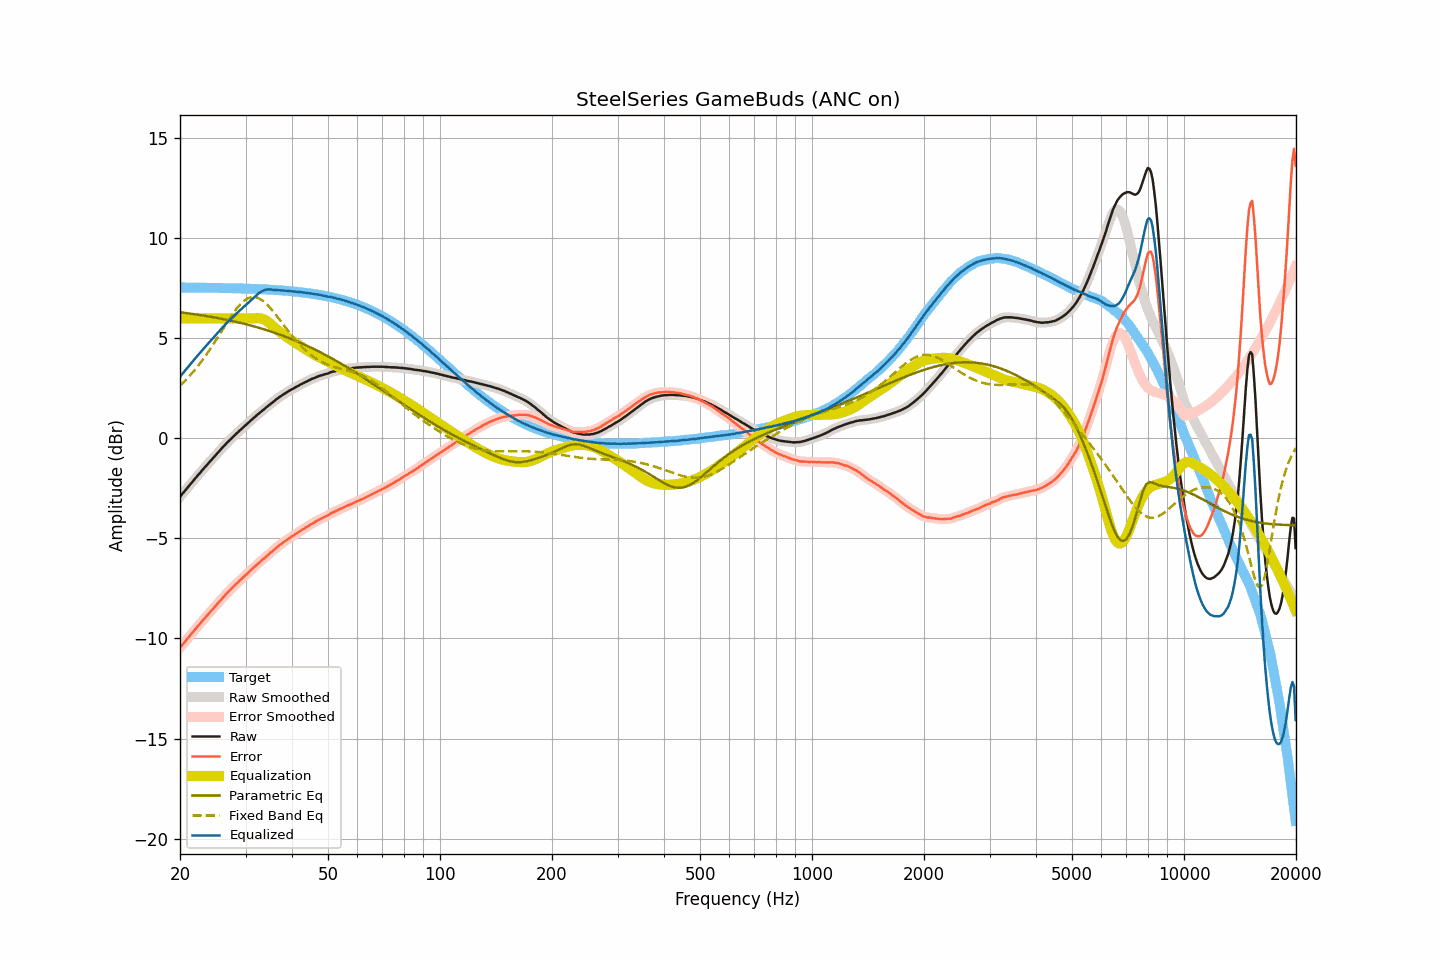 SteelSeries GameBuds (ANC on)
15
10
5
0
−5
−10
−15
−20
Amplitude (dBr)
Target
Raw Smoothed
Error Smoothed
Raw
Error
Equalization
Parametric Eq
Fixed Band Eq
Equalized
20 50 100 200 500 1000 2000 5000 10000 20000
Frequency (Hz)